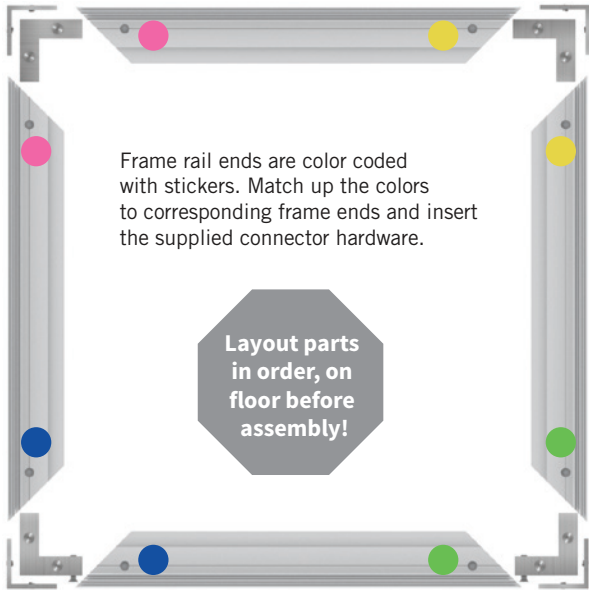 Frame rail ends are color coded
with stickers. Match up the colors
to corresponding frame ends and insert
the supplied connector hardware.
Layout parts
in order, on
floor before
assembly!